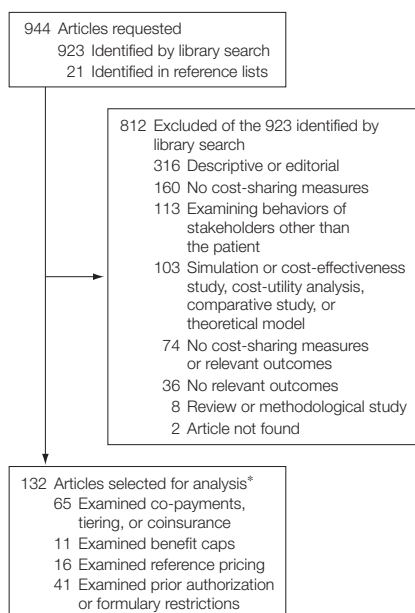 944 Articles requested
923 Identified by library search
21 Identified in reference lists
812 Excluded of the 923 identified by
library search
316 Descriptive or editorial
160 No cost-sharing measures
113 Examining behaviors of
stakeholders other than
the patient
103 Simulation or cost-effectiveness
study, cost-utility analysis,
comparative study, or
theoretical model
74 No cost-sharing measures
or relevant outcomes
36 No relevant outcomes
8 Review or methodological study
2 Article not found
132 Articles selected for analysis*
65 Examined co-payments,
tiering, or coinsurance
11 Examined benefit caps
16 Examined reference pricing
41 Examined prior authorization
or formulary restrictions